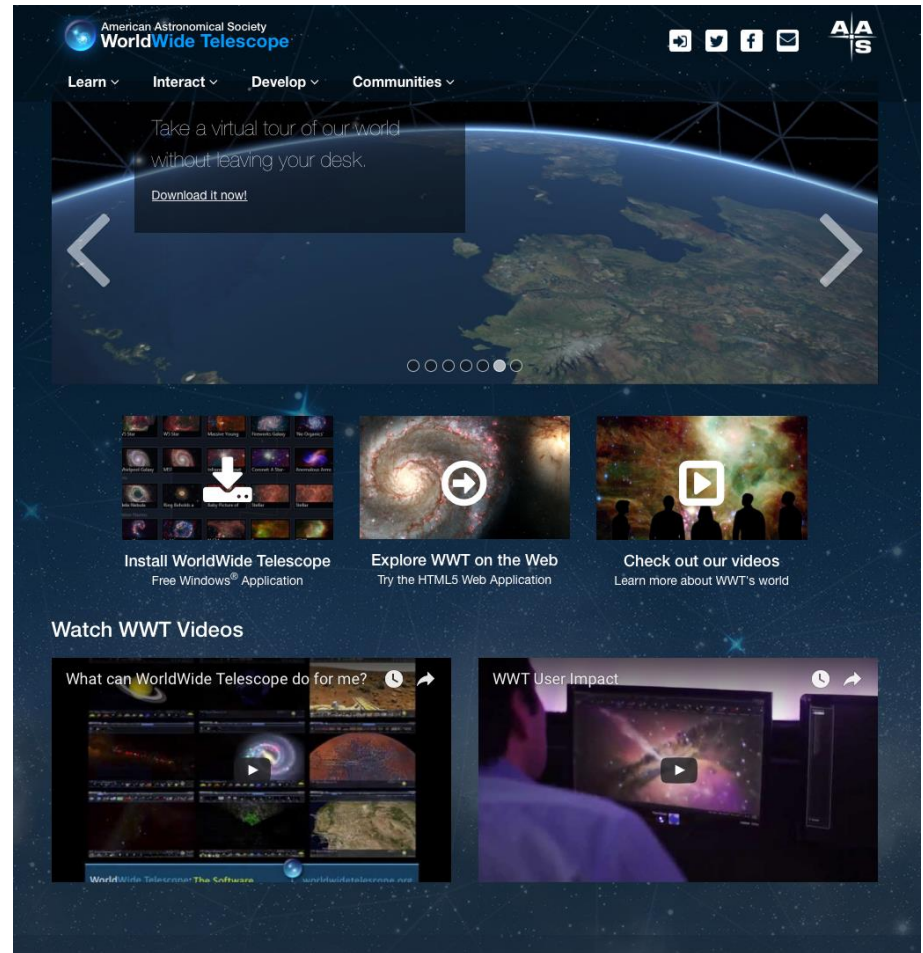 American Astronomical Society
WorldWide Telescope
A A
S
Learn
Interact
Develop
Communities
Take a virtual tour of our world
without leaving your desk.
Download it now!
Install WorldWide Telescope
Free Windows® Application
Explore WWT on the Web
Try the HTML5 Web Application
Check out our videos
Learn more about WWT's world
Watch WWT Videos
What can WorldWide Telescope do for me?
WWT User Impact
WorldWide Telescope: The Software
worldwidetelescope.org